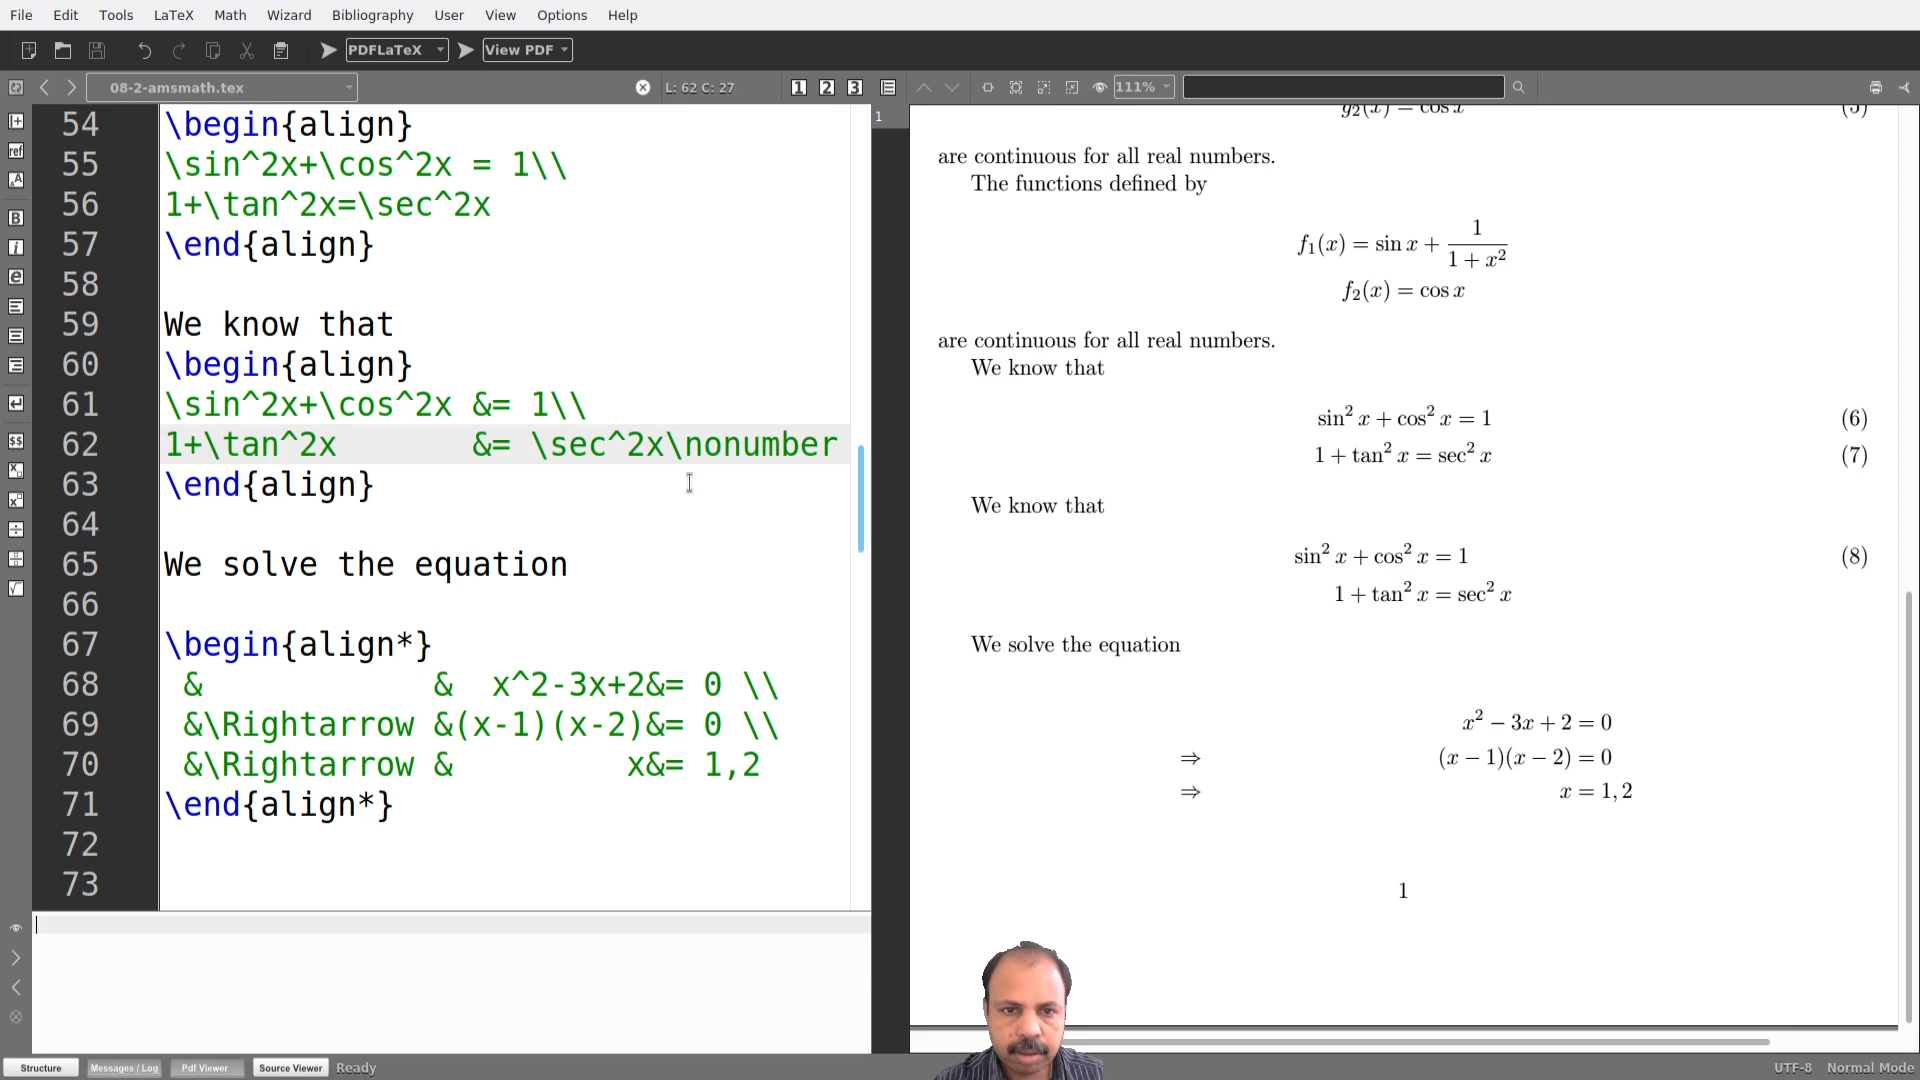 File Edit Tools LaTeX Math Wizard Bibliography User View Options Help
PDFLaTeX View PDF
08-2-amsmath.tex L: 62 C: 27 1 2 3 111%
54 \begin{align}
55 \sin^2x+\cos^2x = 1\\
56 1+\tan^2x=\sec^2x
57 \end{align}
58
59 We know that
60 \begin{align}
61 \sin^2x+\cos^2x &= 1\\
62 1+\tan^2x &= \sec^2x\nonumber
63 \end{align}
64
65 We solve the equation
66
67 \begin{align*}
68 & & x^2-3x+2&= 0 \\
69 &\Rightarrow &(x-1)(x-2)&= 0 \\
70 &\Rightarrow & x&= 1,2
71 \end{align*}
72
73
1
are continuous for all real numbers.
The functions defined by
f₁(x) = sin x + 1/(1 + x²)
f₂(x) = cos x
are continuous for all real numbers.
We know that
sin² x + cos² x = 1 (6)
1 + tan² x = sec² x (7)
We know that
sin² x + cos² x = 1 (8)
1 + tan² x = sec² x
We solve the equation
x² − 3x + 2 = 0
⇒ (x − 1)(x − 2) = 0
⇒ x = 1, 2
1
Structure Messages / Log Pdf Viewer Source Viewer Ready UTF-8 Normal Mode